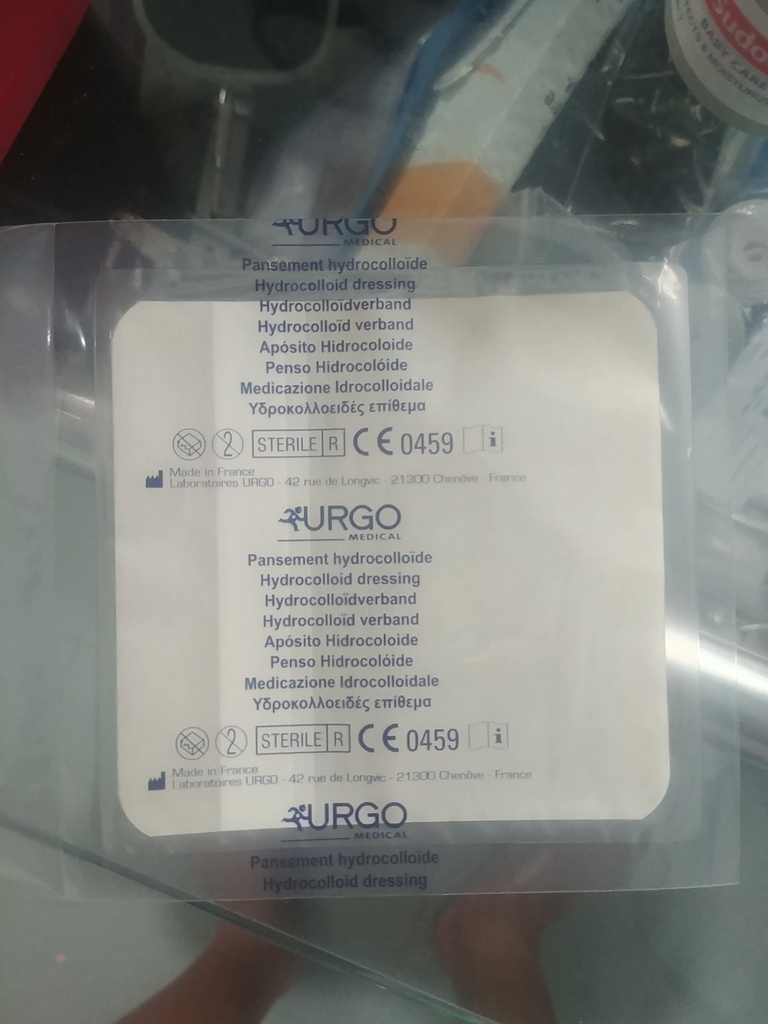 udo
BABY CARE
URGO
MEDICAL
Pansement hydrocolloïde
Hydrocolloid dressing
Hydrocolloïdverband
Hydrocolloïd verband
Apósito Hidrocoloide
Penso Hidrocolóide
Medicazione Idrocolloidale
Υδροκολλοειδές επίθεμα
2 STERILE R CE 0459 i
Made in France
Laboratoires URGO - 42 rue de Longvic - 21300 Chenôve - France
URGO
MEDICAL
Pansement hydrocolloïde
Hydrocolloid dressing
Hydrocolloïdverband
Hydrocolloïd verband
Apósito Hidrocoloide
Penso Hidrocolóide
Medicazione Idrocolloidale
Υδροκολλοειδές επίθεμα
2 STERILE R CE 0459 i
Made in France
Laboratoires URGO - 42 rue de Longvic - 21300 Chenôve - France
URGO
MEDICAL
Pansement hydrocolloïde
Hydrocolloid dressing